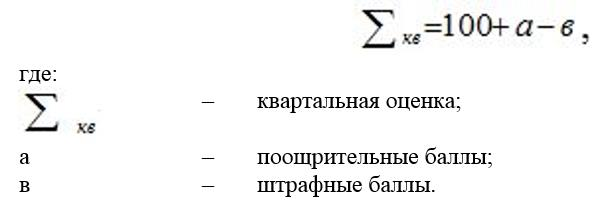 ∑ кв=100+а–в,
где:
∑ кв – квартальная оценка;
а – поощрительные баллы;
в – штрафные баллы.